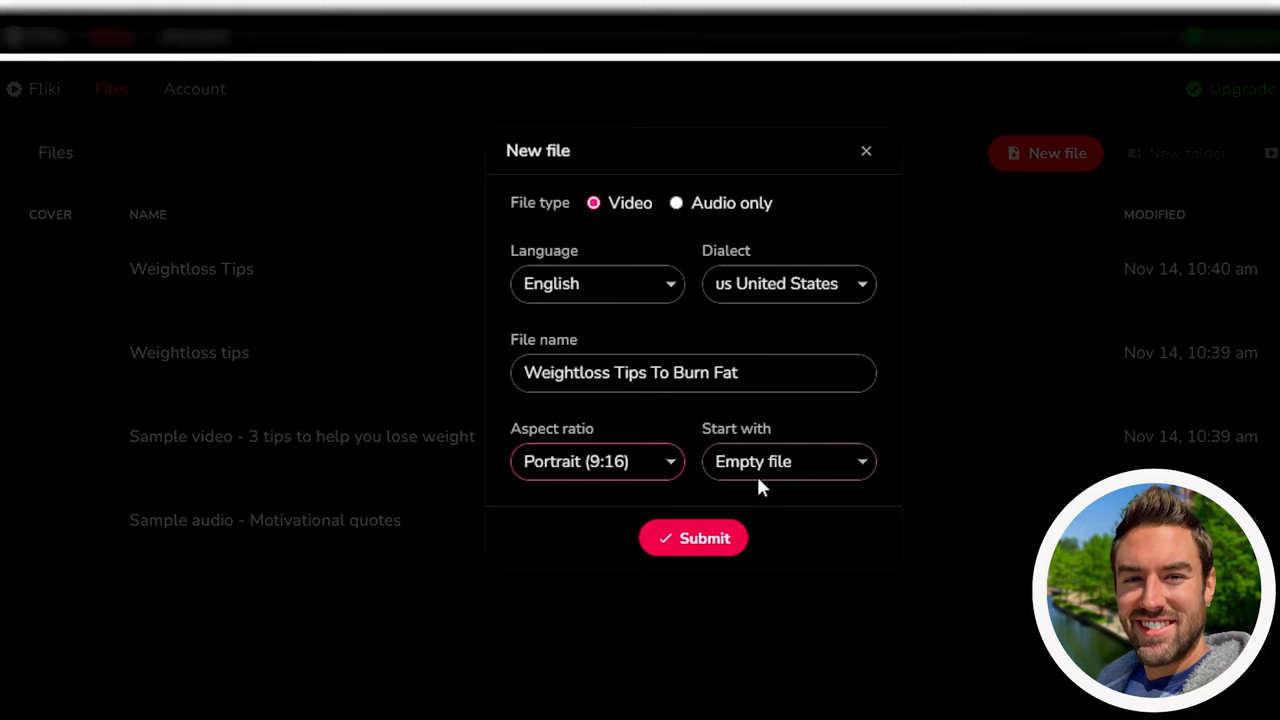 Fliki Files Account Upgrade
Files
New file
New folder
COVER NAME MODIFIED
Weightloss Tips Nov 14, 10:40 am
Weightloss tips Nov 14, 10:39 am
Sample video - 3 tips to help you lose weight Nov 14, 10:39 am
Sample audio - Motivational quotes
New file
File type Video Audio only
Language Dialect
English us United States
File name
Weightloss Tips To Burn Fat
Aspect ratio Start with
Portrait (9:16) Empty file
Submit